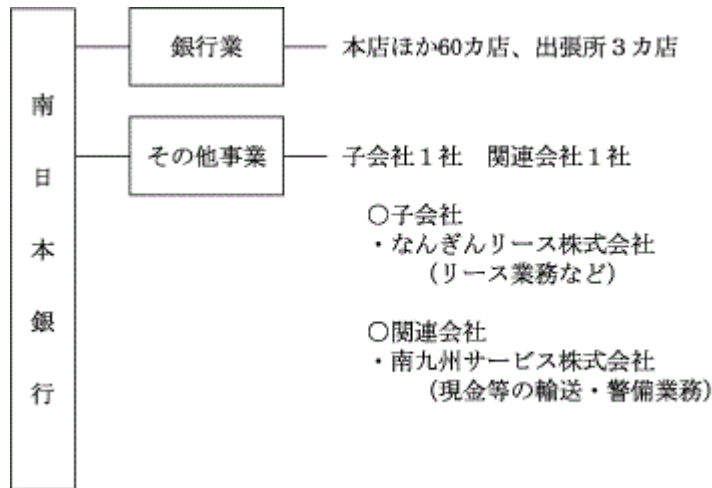 南日本銀行
銀行業
本店ほか60カ店、出張所3カ店
その他事業
子会社1社 関連会社1社
○子会社
・なんぎんリース株式会社
(リース業務など)
○関連会社
・南九州サービス株式会社
(現金等の輸送・警備業務)